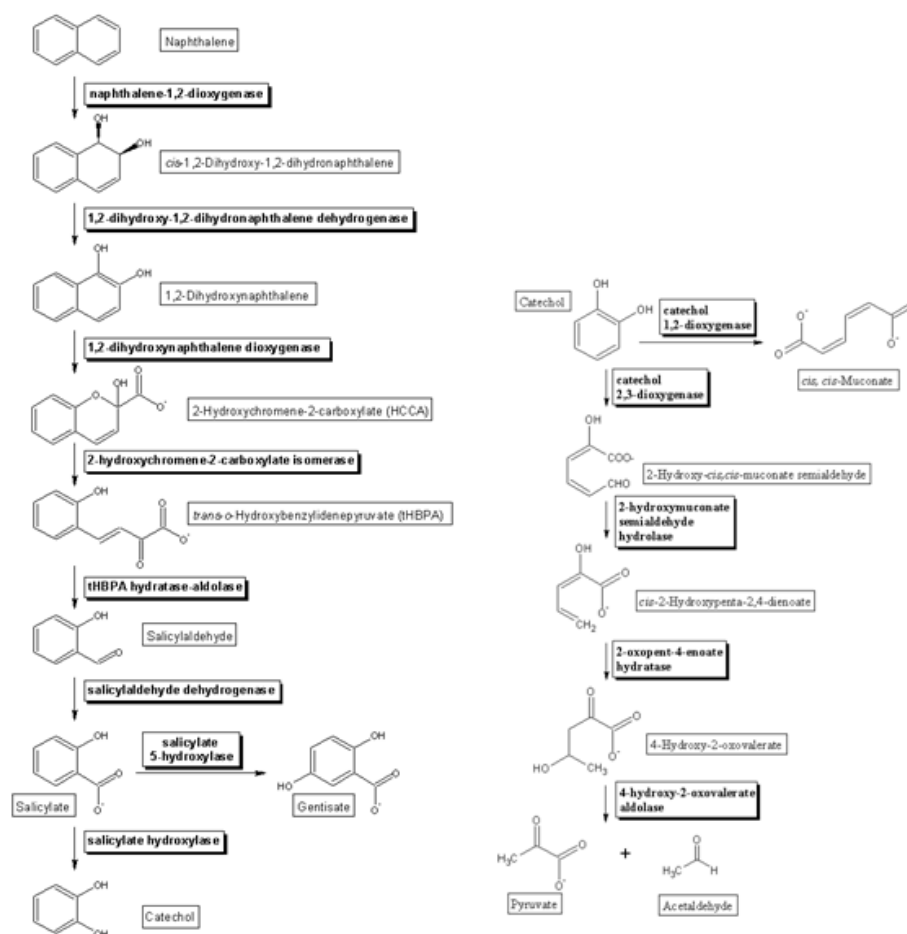 Naphthalene
naphthalene-1,2-dioxygenase
OH
OH
cis-1,2-Dihydroxy-1,2-dihydronaphthalene
1,2-dihydroxy-1,2-dihydronaphthalene dehydrogenase
OH
OH
1,2-Dihydroxynaphthalene
1,2-dihydroxynaphthalene dioxygenase
OH
O
O
O-
2-Hydroxychromene-2-carboxylate (HCCA)
2-hydroxychromene-2-carboxylate isomerase
OH
O
O-
O
trans-o-Hydroxybenzylidenepyruvate (tHBPA)
tHBPA hydratase-aldolase
OH
O
Salicylaldehyde
salicylaldehyde dehydrogenase
OH
O
O-
Salicylate
salicylate
5-hydroxylase
OH
HO
O
O-
Gentisate
salicylate hydroxylase
OH
OH
Catechol
Catechol
OH
OH
catechol
1,2-dioxygenase
O-
O
O-
cis, cis-Muconate
catechol
2,3-dioxygenase
OH
COO-
CHO
2-Hydroxy-cis,cis-muconate semialdehyde
2-hydroxymuconate
semialdehyde
hydrolase
OH
O
O-
CH2
cis-2-Hydroxypenta-2,4-dienoate
2-oxopent-4-enoate
hydratase
O
O
O-
HO
CH3
4-Hydroxy-2-oxovalerate
4-hydroxy-2-oxovalerate
aldolase
O
O
H3C
O-
Pyruvate
+
O
H3C
H
Acetaldehyde